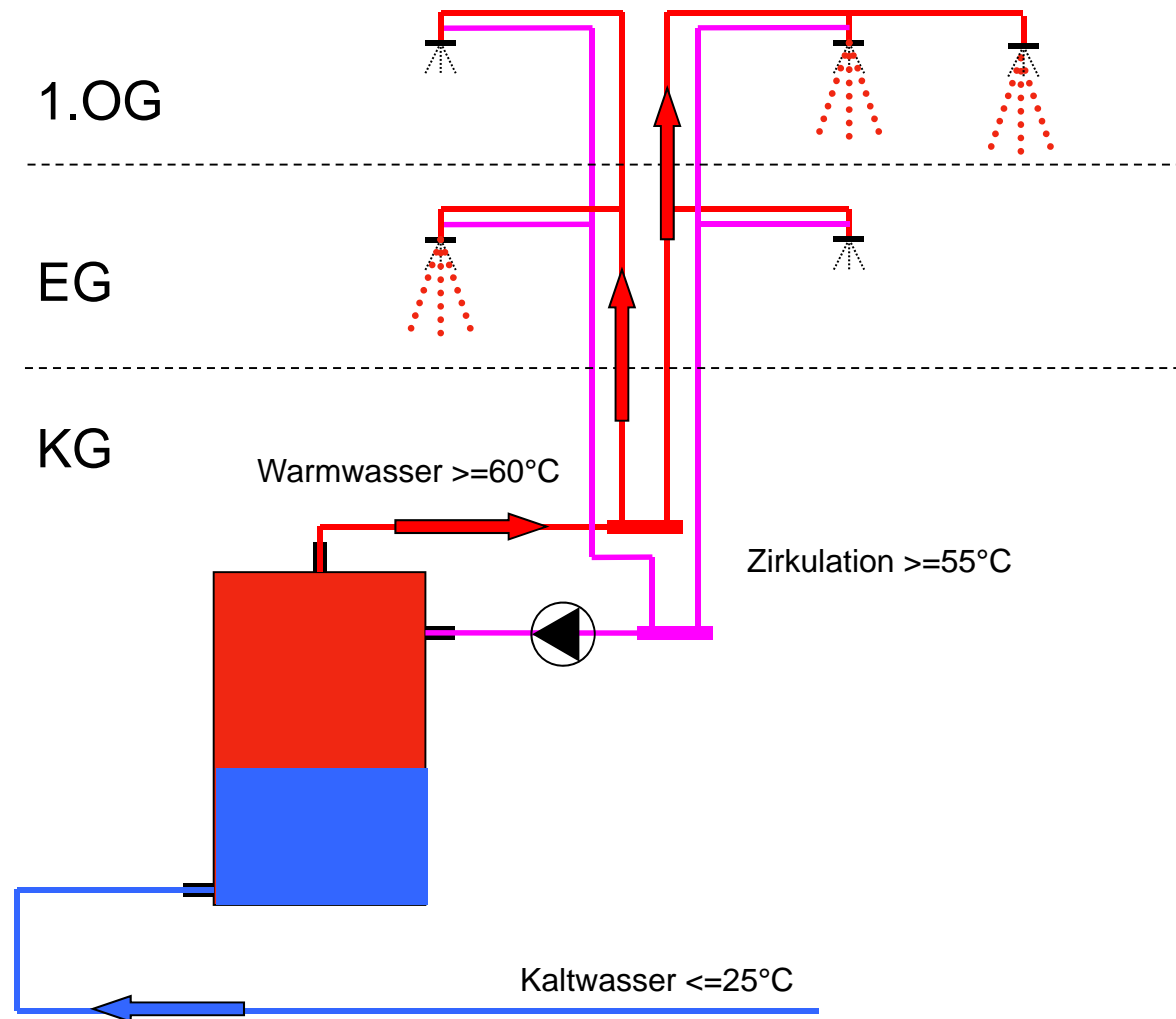 1.OG
EG
KG
Warmwasser >=60°C
Zirkulation >=55°C
Kaltwasser <=25°C